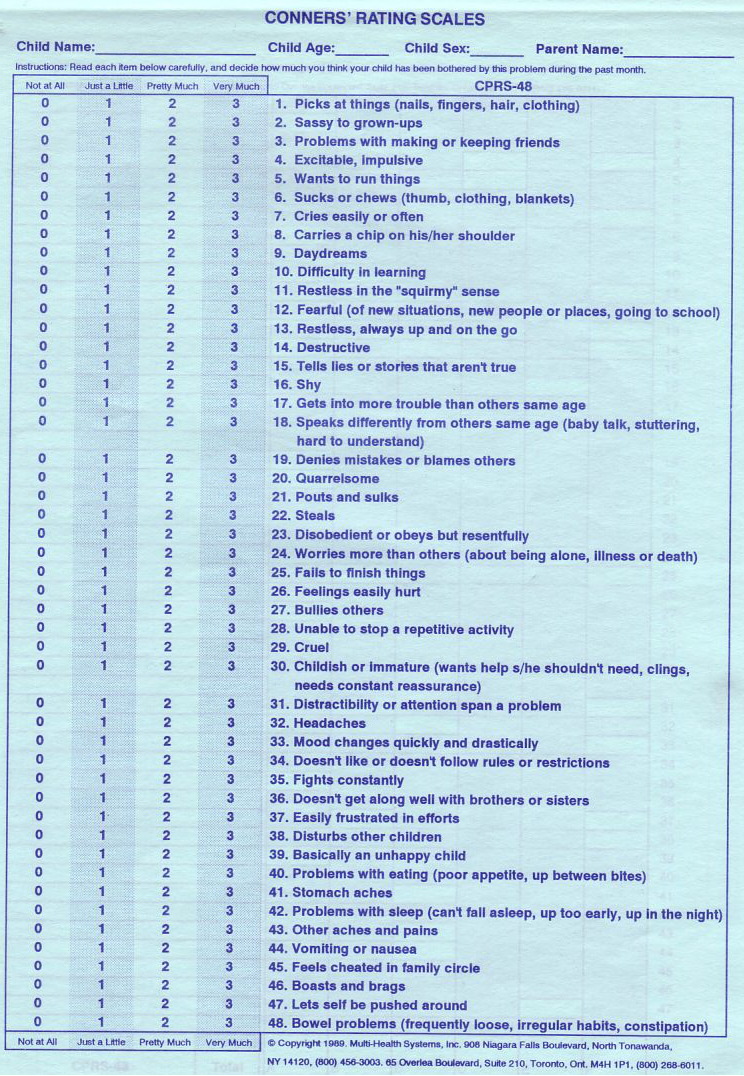 CONNERS' RATING SCALES
Child Name: Child Age: Child Sex: Parent Name:
Instructions: Read each item below carefully, and decide how much you think your child has been bothered by this problem during the past month.
Not at All Just a Little Pretty Much Very Much CPRS-48
0 1 2 3 1. Picks at things (nails, fingers, hair, clothing)
0 1 2 3 2. Sassy to grown-ups
0 1 2 3 3. Problems with making or keeping friends
0 1 2 3 4. Excitable, impulsive
0 1 2 3 5. Wants to run things
0 1 2 3 6. Sucks or chews (thumb, clothing, blankets)
0 1 2 3 7. Cries easily or often
0 1 2 3 8. Carries a chip on his/her shoulder
0 1 2 3 9. Daydreams
0 1 2 3 10. Difficulty in learning
0 1 2 3 11. Restless in the "squirmy" sense
0 1 2 3 12. Fearful (of new situations, new people or places, going to school)
0 1 2 3 13. Restless, always up and on the go
0 1 2 3 14. Destructive
0 1 2 3 15. Tells lies or stories that aren't true
0 1 2 3 16. Shy
0 1 2 3 17. Gets into more trouble than others same age
0 1 2 3 18. Speaks differently from others same age (baby talk, stuttering,
hard to understand)
0 1 2 3 19. Denies mistakes or blames others
0 1 2 3 20. Quarrelsome
0 1 2 3 21. Pouts and sulks
0 1 2 3 22. Steals
0 1 2 3 23. Disobedient or obeys but resentfully
0 1 2 3 24. Worries more than others (about being alone, illness or death)
0 1 2 3 25. Fails to finish things
0 1 2 3 26. Feelings easily hurt
0 1 2 3 27. Bullies others
0 1 2 3 28. Unable to stop a repetitive activity
0 1 2 3 29. Cruel
0 1 2 3 30. Childish or immature (wants help s/he shouldn't need, clings,
needs constant reassurance)
0 1 2 3 31. Distractibility or attention span a problem
0 1 2 3 32. Headaches
0 1 2 3 33. Mood changes quickly and drastically
0 1 2 3 34. Doesn't like or doesn't follow rules or restrictions
0 1 2 3 35. Fights constantly
0 1 2 3 36. Doesn't get along well with brothers or sisters
0 1 2 3 37. Easily frustrated in efforts
0 1 2 3 38. Disturbs other children
0 1 2 3 39. Basically an unhappy child
0 1 2 3 40. Problems with eating (poor appetite, up between bites)
0 1 2 3 41. Stomach aches
0 1 2 3 42. Problems with sleep (can't fall asleep, up too early, up in the night)
0 1 2 3 43. Other aches and pains
0 1 2 3 44. Vomiting or nausea
0 1 2 3 45. Feels cheated in family circle
0 1 2 3 46. Boasts and brags
0 1 2 3 47. Lets self be pushed around
0 1 2 3 48. Bowel problems (frequently loose, irregular habits, constipation)
Not at All Just a Little Pretty Much Very Much © Copyright 1989. Multi-Health Systems, Inc. 908 Niagara Falls Boulevard, North Tonawanda,
NY 14120, (800) 456-3003. 65 Overlea Boulevard, Suite 210, Toronto, Ont. M4H 1P1, (800) 268-6011.